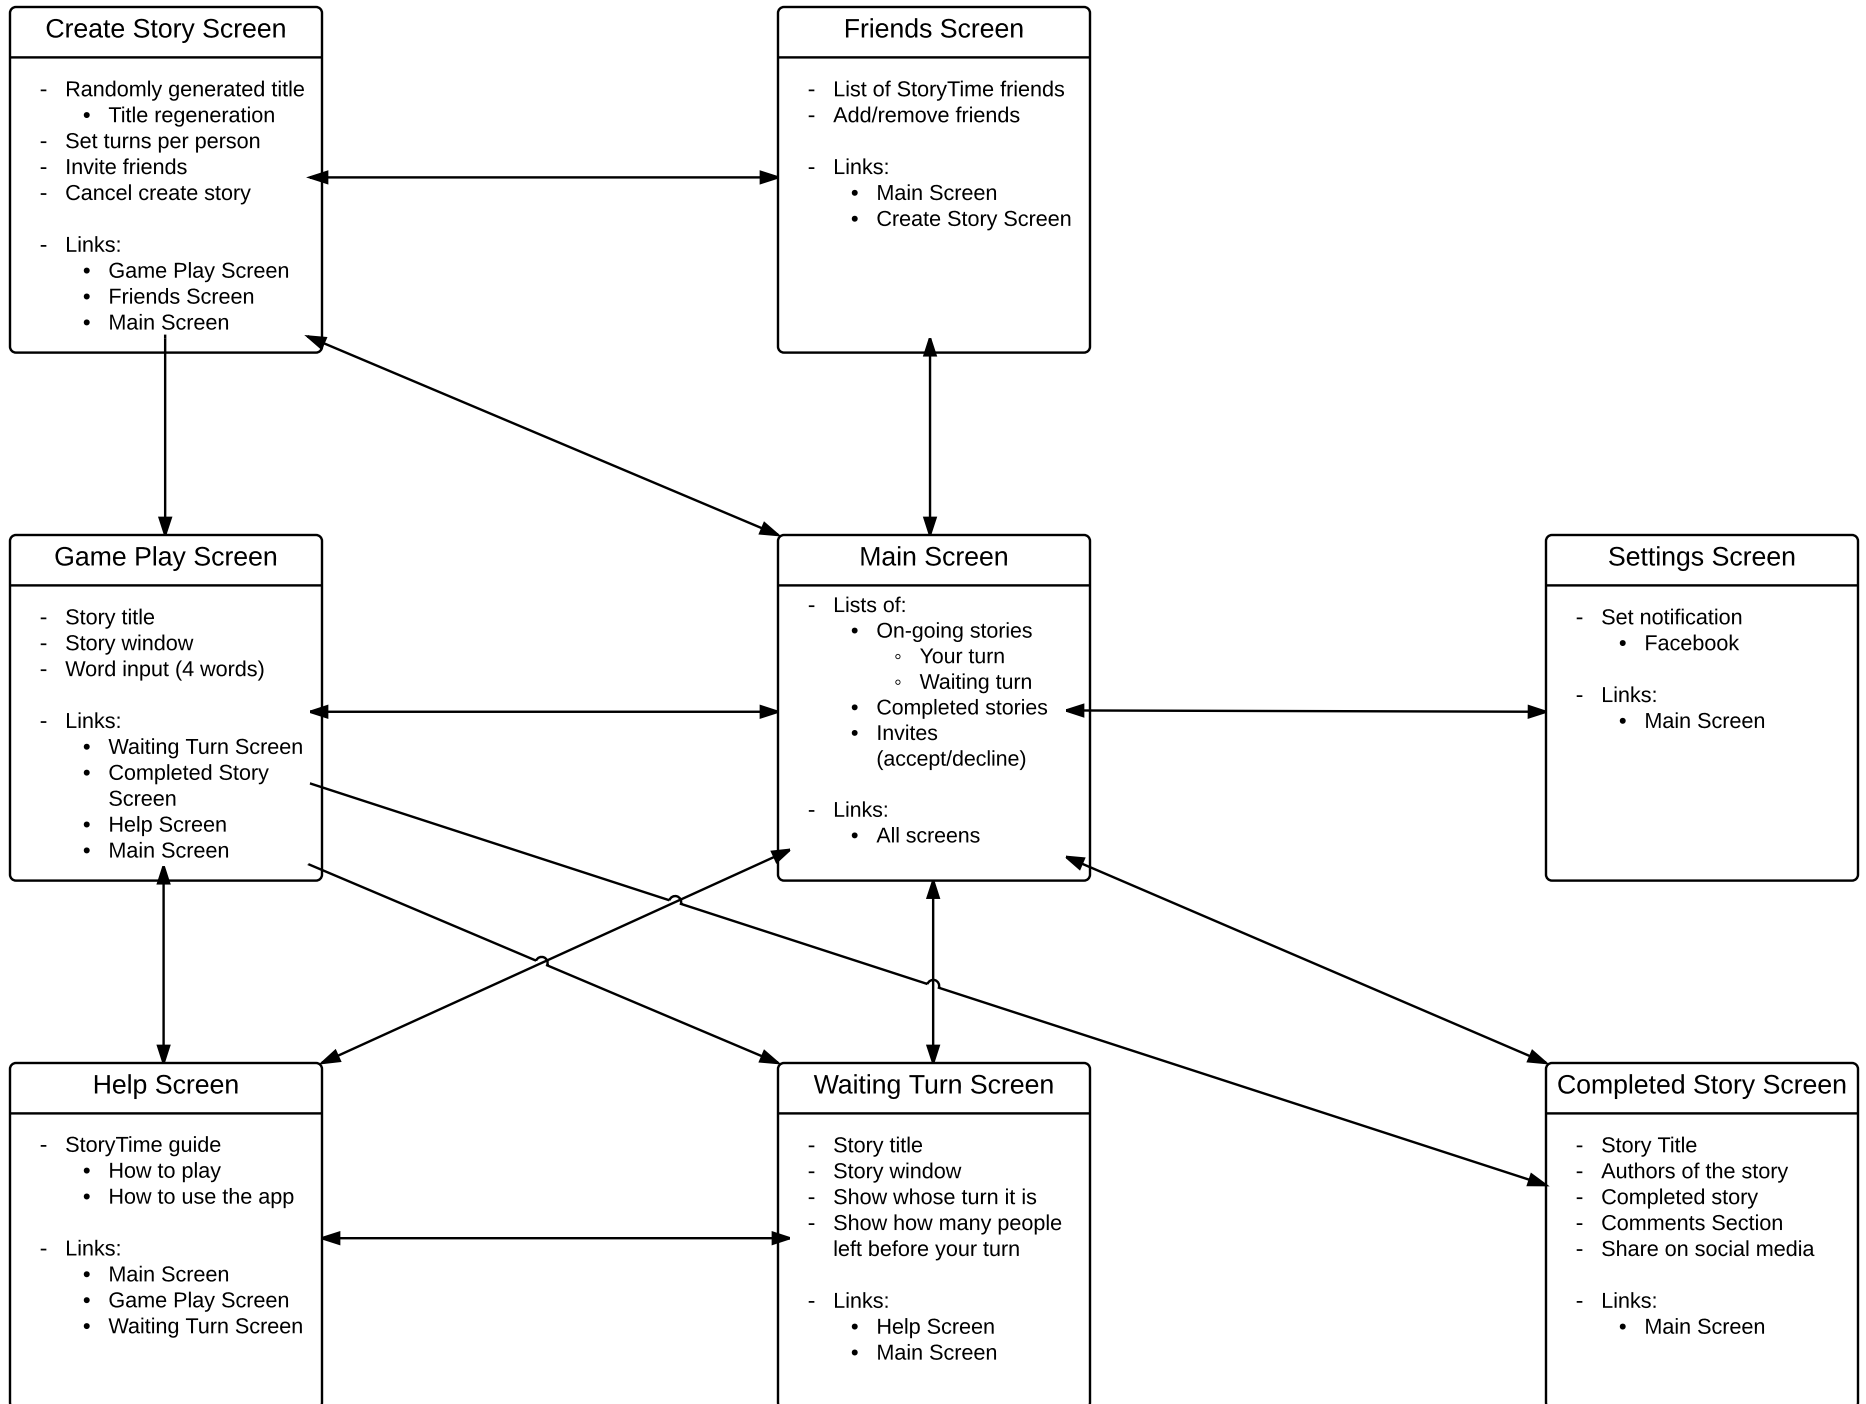 Create Story Screen
- Randomly generated title
• Title regeneration
- Set turns per person
- Invite friends
- Cancel create story
- Links:
• Game Play Screen
• Friends Screen
• Main Screen
Friends Screen
- List of StoryTime friends
- Add/remove friends
- Links:
• Main Screen
• Create Story Screen
Game Play Screen
- Story title
- Story window
- Word input (4 words)
- Links:
• Waiting Turn Screen
• Completed Story
Screen
• Help Screen
• Main Screen
Main Screen
- Lists of:
• On-going stories
◦ Your turn
◦ Waiting turn
• Completed stories
• Invites
(accept/decline)
- Links:
• All screens
Settings Screen
- Set notification
• Facebook
- Links:
• Main Screen
Help Screen
- StoryTime guide
• How to play
• How to use the app
- Links:
• Main Screen
• Game Play Screen
• Waiting Turn Screen
Waiting Turn Screen
- Story title
- Story window
- Show whose turn it is
- Show how many people
left before your turn
- Links:
• Help Screen
• Main Screen
Completed Story Screen
- Story Title
- Authors of the story
- Completed story
- Comments Section
- Share on social media
- Links:
• Main Screen